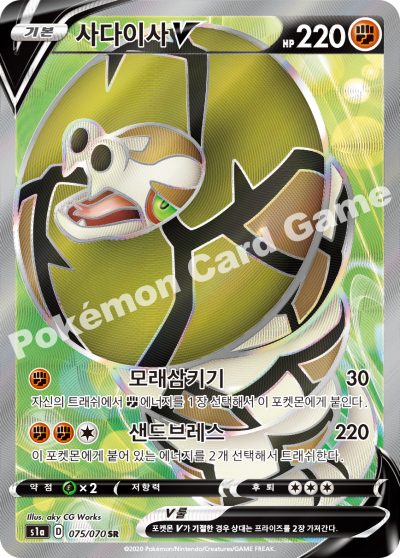 기본 사다이사V HP 220
Pokémon Card Game
모래삼키기 30
자신의 트래쉬에서 에너지를 1장 선택해서 이 포켓몬에게 붙인다.
샌드브레스 220
이 포켓몬에게 붙어 있는 에너지를 2개 선택해서 트래쉬한다.
약점 ×2 저항력 후퇴
Illus. aky CG Works
V룰
s1a D 075/070 SR
포켓몬V가 기절한 경우 상대는 프라이즈를 2장 가져간다.
©2020 Pokémon/Nintendo/Creatures/GAME FREAK.